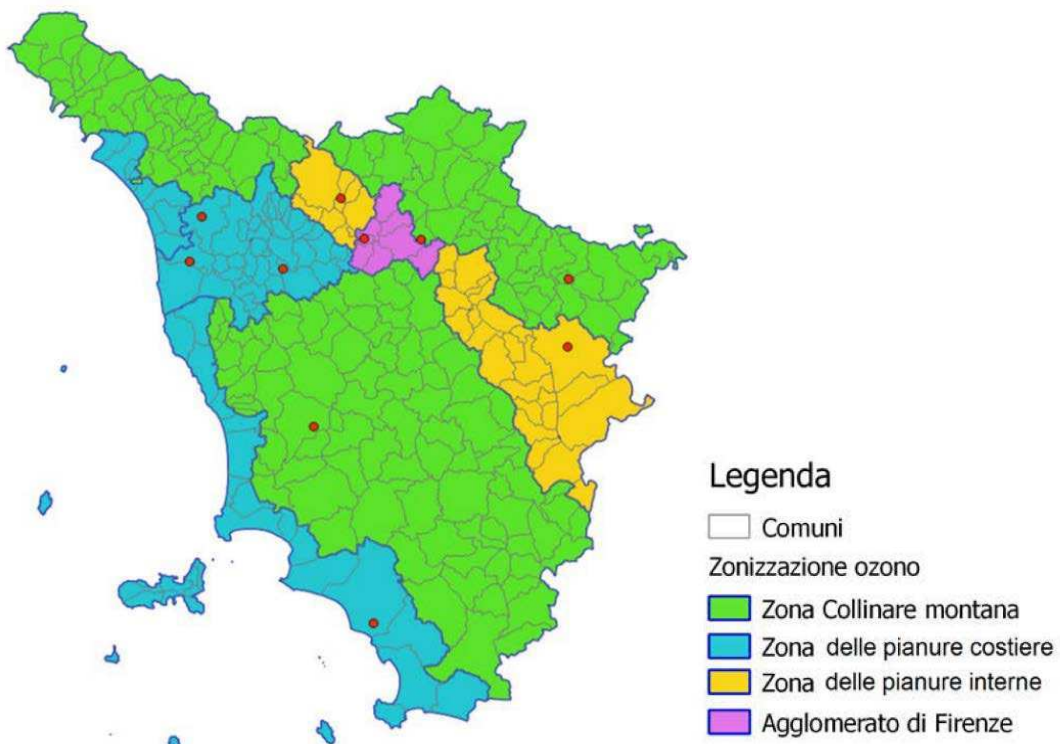 Legenda
Comuni
Zonizzazione ozono
Zona Collinare montana
Zona delle pianure costiere
Zona delle pianure interne
Agglomerato di Firenze